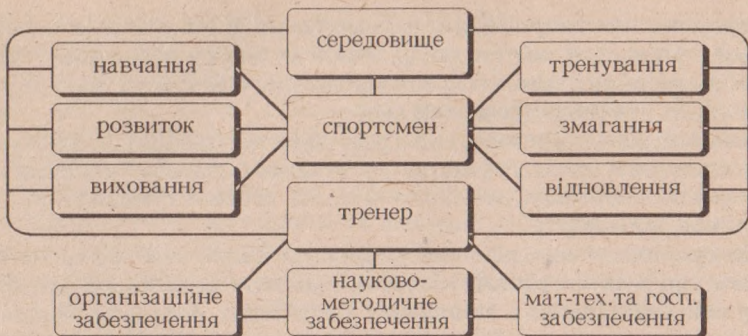 середовище
навчання
тренування
розвиток
спортсмен
змагання
виховання
відновлення
тренер
організаційне
забезпечення
науково-
методичне
забезпечення
мат-тех.та госп.
забезпечення